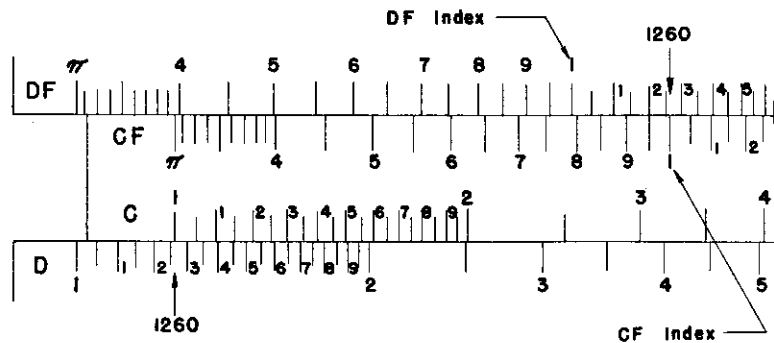 DF Index
1260
π 4 5 6 7 8 9 1
DF 1 2 3 4 5
CF 1 2
π 4 5 6 7 8 9 1
1 2 3 4
C 1 2 3 4 5 6 7 8 9
D 1 2 3 4 5 6 7 8 9
1 2 3 4 5
1260
CF Index